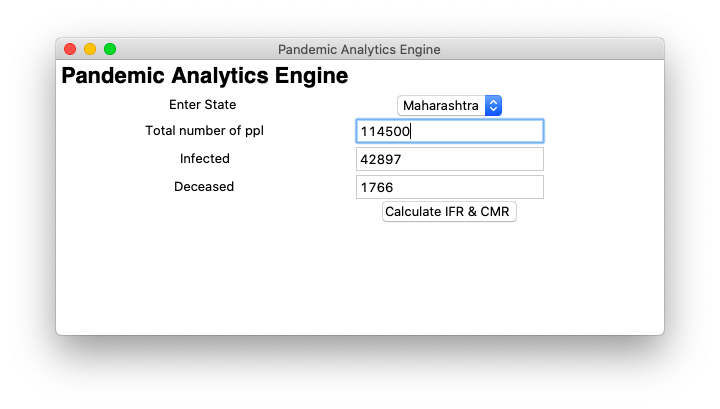 Pandemic Analytics Engine
Pandemic Analytics Engine
Enter State Maharashtra
Total number of ppl 114500
Infected 42897
Deceased 1766
Calculate IFR & CMR